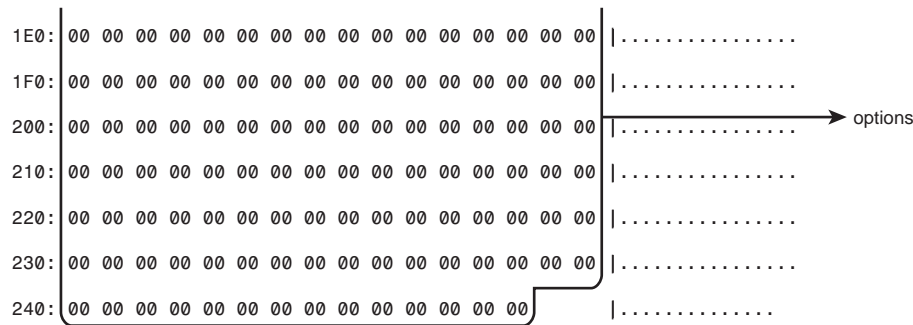 1E0: 00 00 00 00 00 00 00 00 00 00 00 00 00 00 00 00 |................
1F0: 00 00 00 00 00 00 00 00 00 00 00 00 00 00 00 00 |................
200: 00 00 00 00 00 00 00 00 00 00 00 00 00 00 00 00 |................ options
210: 00 00 00 00 00 00 00 00 00 00 00 00 00 00 00 00 |................
220: 00 00 00 00 00 00 00 00 00 00 00 00 00 00 00 00 |................
230: 00 00 00 00 00 00 00 00 00 00 00 00 00 00 00 00 |................
240: 00 00 00 00 00 00 00 00 00 00 00 00 00 00 |..............